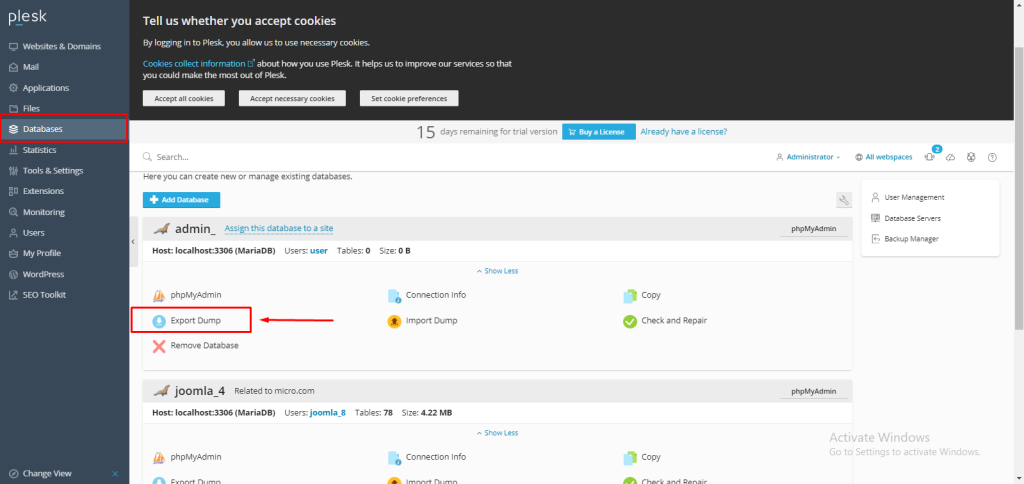 plesk
Websites & Domains
Mail
Applications
Files
Databases
Statistics
Tools & Settings
Extensions
Monitoring
Users
My Profile
WordPress
SEO Toolkit
Change View
Tell us whether you accept cookies
By logging in to Plesk, you allow us to use necessary cookies.
Cookies collect information about how you use Plesk. It helps us to improve our services so that
you could make the most out of Plesk.
Accept all cookies Accept necessary cookies Set cookie preferences
15 days remaining for trial version Buy a License Already have a license?
Search... Administrator All webspaces 2
Here you can create new or manage existing databases.
Add Database
admin_ Assign this database to a site phpMyAdmin
Host: localhost:3306 (MariaDB) Users: user Tables: 0 Size: 0 B
Show Less
phpMyAdmin Connection Info Copy
Export Dump Import Dump Check and Repair
Remove Database
joomla_4 Related to micro.com phpMyAdmin
Host: localhost:3306 (MariaDB) Users: joomla_8 Tables: 78 Size: 4.22 MB
Show Less
phpMyAdmin Connection Info Copy
Export Dump Import Dump Check and Repair
User Management
Database Servers
Backup Manager
Activate Windows
Go to Settings to activate Windows.